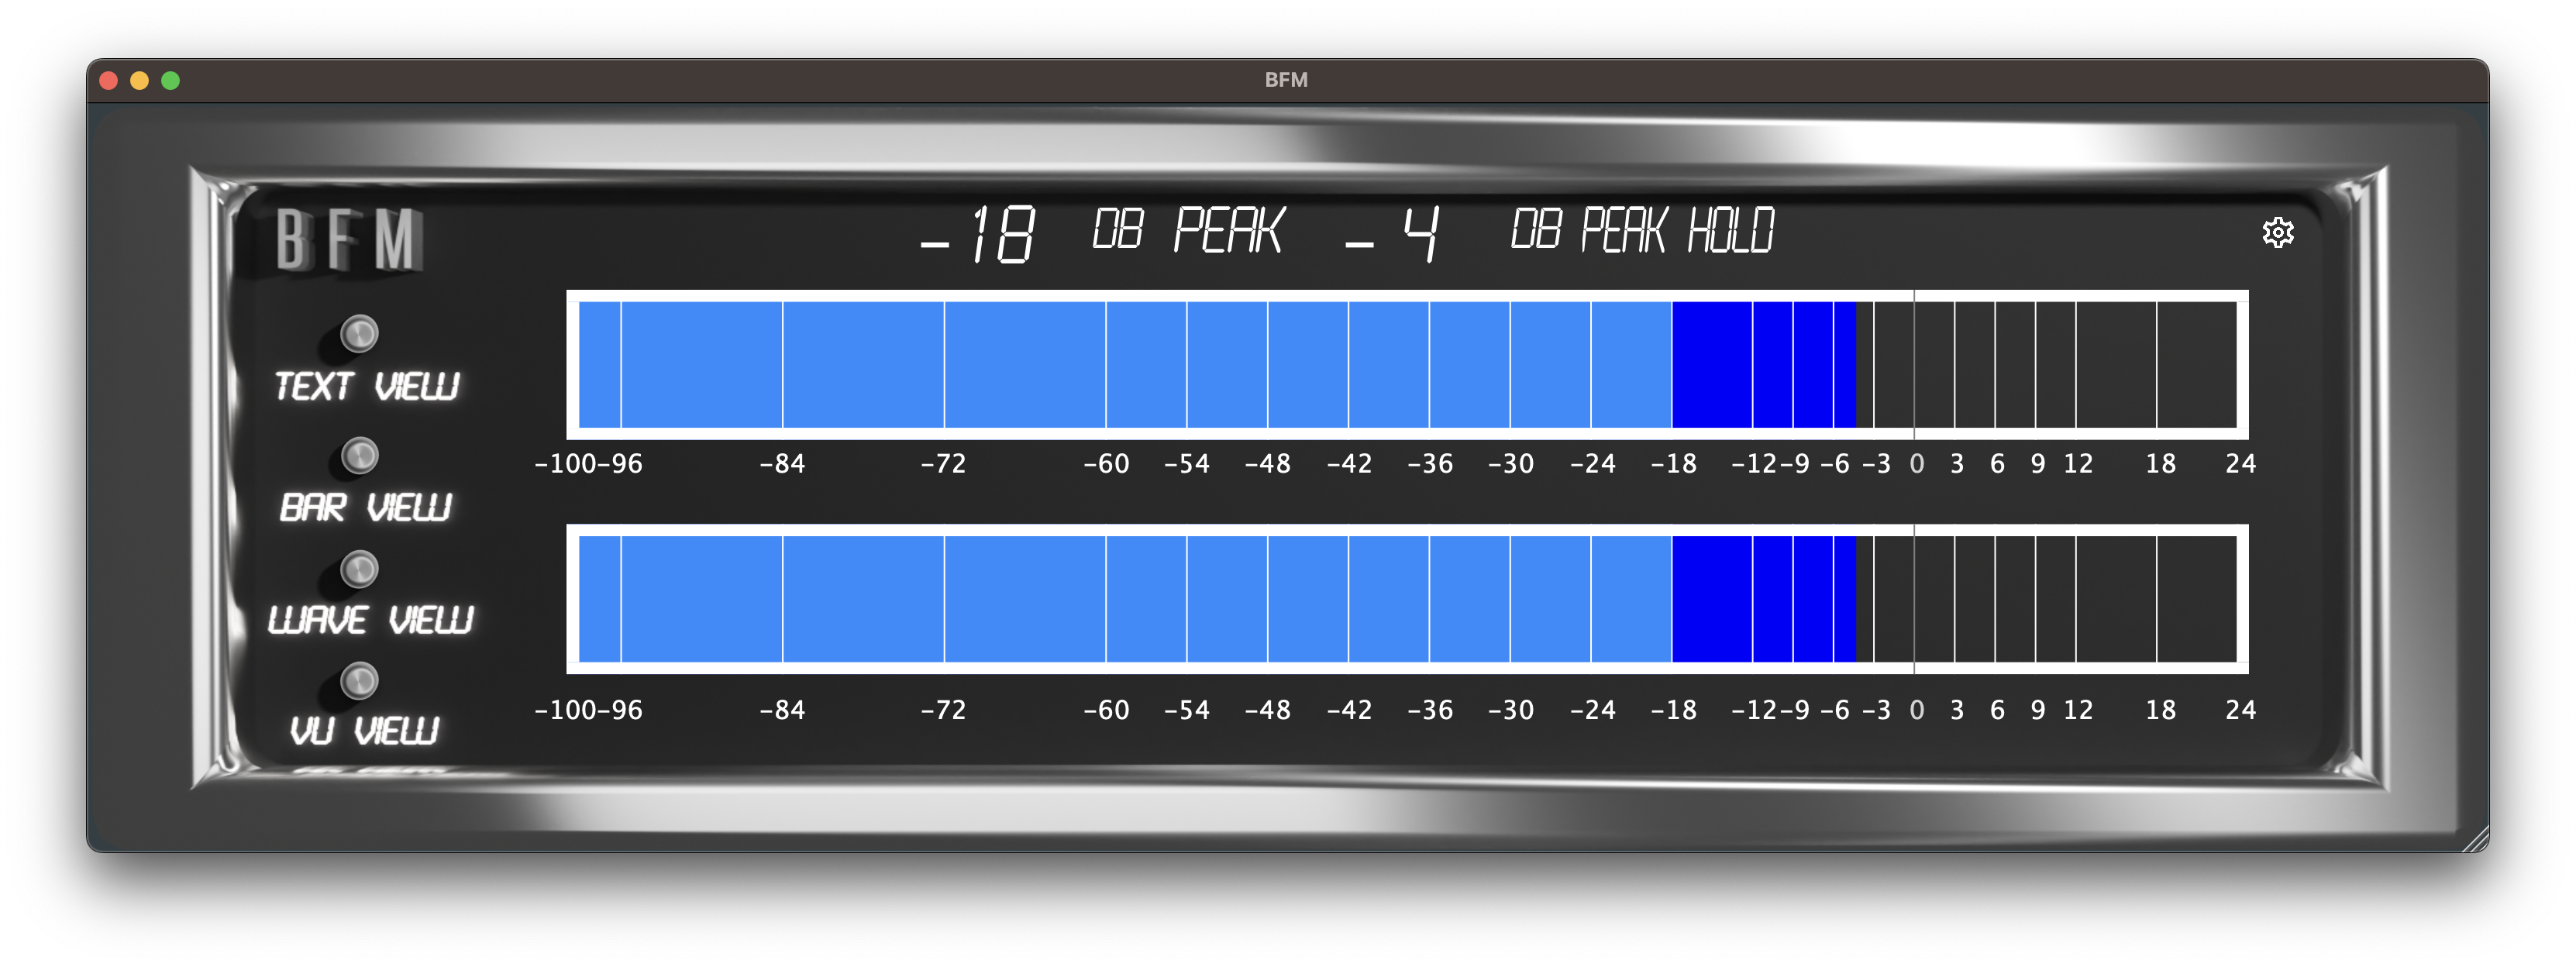 BFM
BFM
-18 DB PEAK -4 DB PEAK HOLD
TEXT VIEW
-100-96 -84 -72 -60 -54 -48 -42 -36 -30 -24 -18 -12-9 -6 -3 0 3 6 9 12 18 24
BAR VIEW
WAVE VIEW
-100-96 -84 -72 -60 -54 -48 -42 -36 -30 -24 -18 -12-9 -6 -3 0 3 6 9 12 18 24
VU VIEW